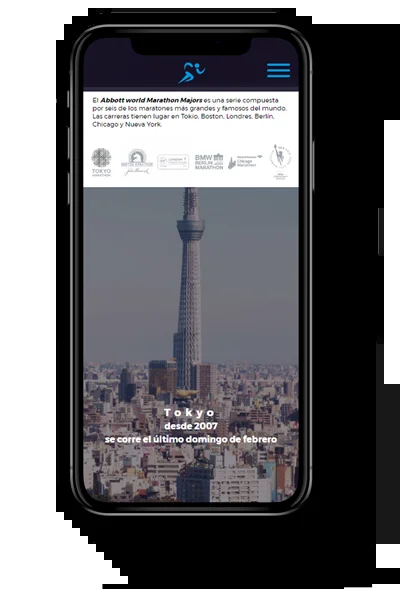 El Abbott world Marathon Majors es una serie compuesta
por seis de los maratones más grandes y famosos del mundo.
Las carreras tienen lugar en Tokio, Boston, Londres, Berlín,
Chicago y Nueva York.
TOKYO
MARATHON
BOSTON MARATHON
BMW
BERLIN
MARATHON
Chicago
Marathon
Tokyo
desde 2007
se corre el último domingo de febrero